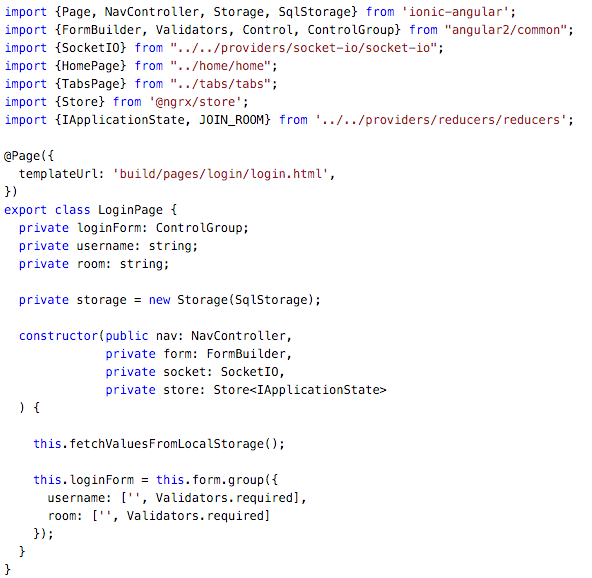 import {Page, NavController, Storage, SqlStorage} from 'ionic-angular';
import {FormBuilder, Validators, Control, ControlGroup} from "angular2/common";
import {SocketIO} from "../../providers/socket-io/socket-io";
import {HomePage} from "../home/home";
import {TabsPage} from "../tabs/tabs";
import {Store} from '@ngrx/store';
import {IApplicationState, JOIN_ROOM} from '../../providers/reducers/reducers';

@Page({
  templateUrl: 'build/pages/login/login.html',
})
export class LoginPage {
  private loginForm: ControlGroup;
  private username: string;
  private room: string;

  private storage = new Storage(SqlStorage);

  constructor(public nav: NavController,
              private form: FormBuilder,
              private socket: SocketIO,
              private store: Store<IApplicationState>
  ) {

    this.fetchValuesFromLocalStorage();

    this.loginForm = this.form.group({
      username: ['', Validators.required],
      room: ['', Validators.required]
    });
  }
}